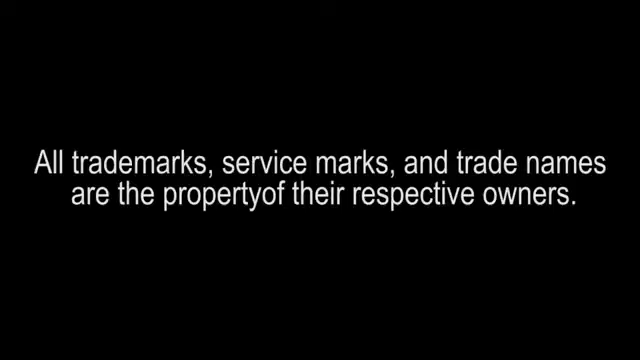 All trademarks, service marks, and trade names
are the propertyof their respective owners.